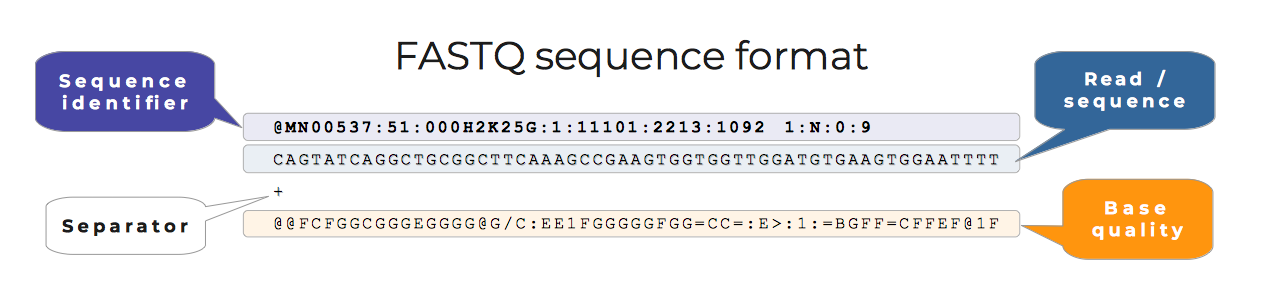 FASTQ sequence format
Sequence
identifier
Read /
sequence
@MN00537:51:000H2K25G:1:11101:2213:1092 1:N:0:9
CAGTATCAGGCTGCGGCTTCAAAGCCGAAGTGGTGGTTGGATGTGAAGTGGAATTTT
+
Separator
@@FCFGGCGGGEGGGG@G/C:EE1FGGGGGFGG=CC=:E>:1:=BGFF=CFFEF@1F
Base
quality